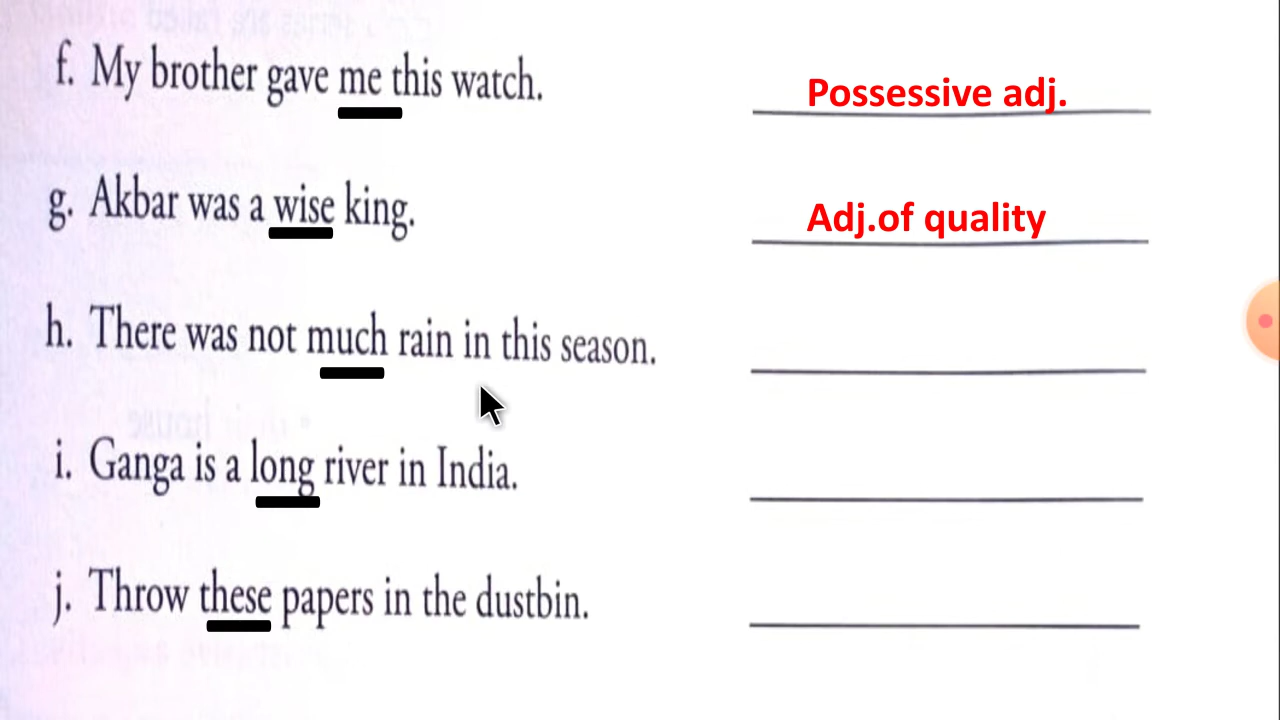 f. My brother gave me this watch. Possessive adj.
g. Akbar was a wise king. Adj.of quality
h. There was not much rain in this season.
i. Ganga is a long river in India.
j. Throw these papers in the dustbin.